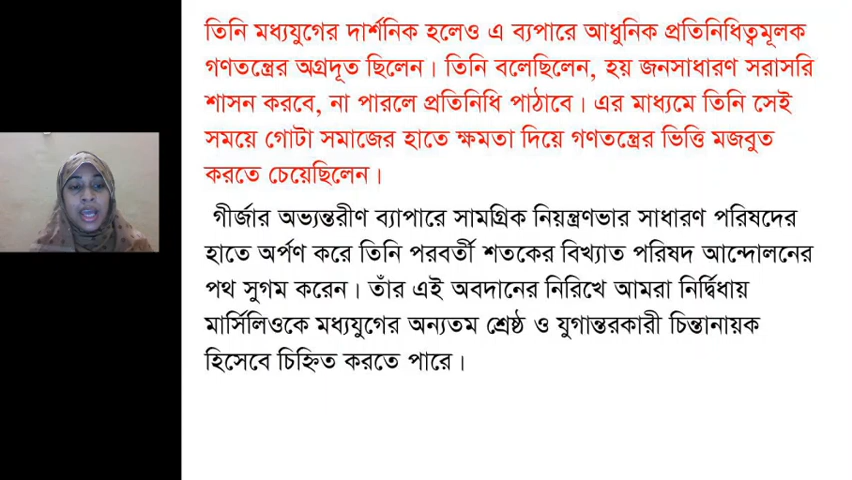 তিনি মধ্যযুগের দার্শনিক হলেও এ ব্যপারে আধুনিক প্রতিনিধিত্বমূলক
গণতন্ত্রের অগ্রদূত ছিলেন। তিনি বলেছিলেন, হয় জনসাধারণ সরাসরি
শাসন করবে, না পারলে প্রতিনিধি পাঠাবে। এর মাধ্যমে তিনি সেই
সময়ে গোটা সমাজের হাতে ক্ষমতা দিয়ে গণতন্ত্রের ভিত্তি মজবুত
করতে চেয়েছিলেন।
গীর্জার অভ্যন্তরীণ ব্যাপারে সামগ্রিক নিয়ন্ত্রণভার সাধারণ পরিষদের
হাতে অর্পণ করে তিনি পরবর্তী শতকের বিখ্যাত পরিষদ আন্দোলনের
পথ সুগম করেন। তাঁর এই অবদানের নিরিখে আমরা নির্দ্বিধায়
মার্সিলিওকে মধ্যযুগের অন্যতম শ্রেষ্ঠ ও যুগান্তরকারী চিন্তানায়ক
হিসেবে চিহ্নিত করতে পারে।